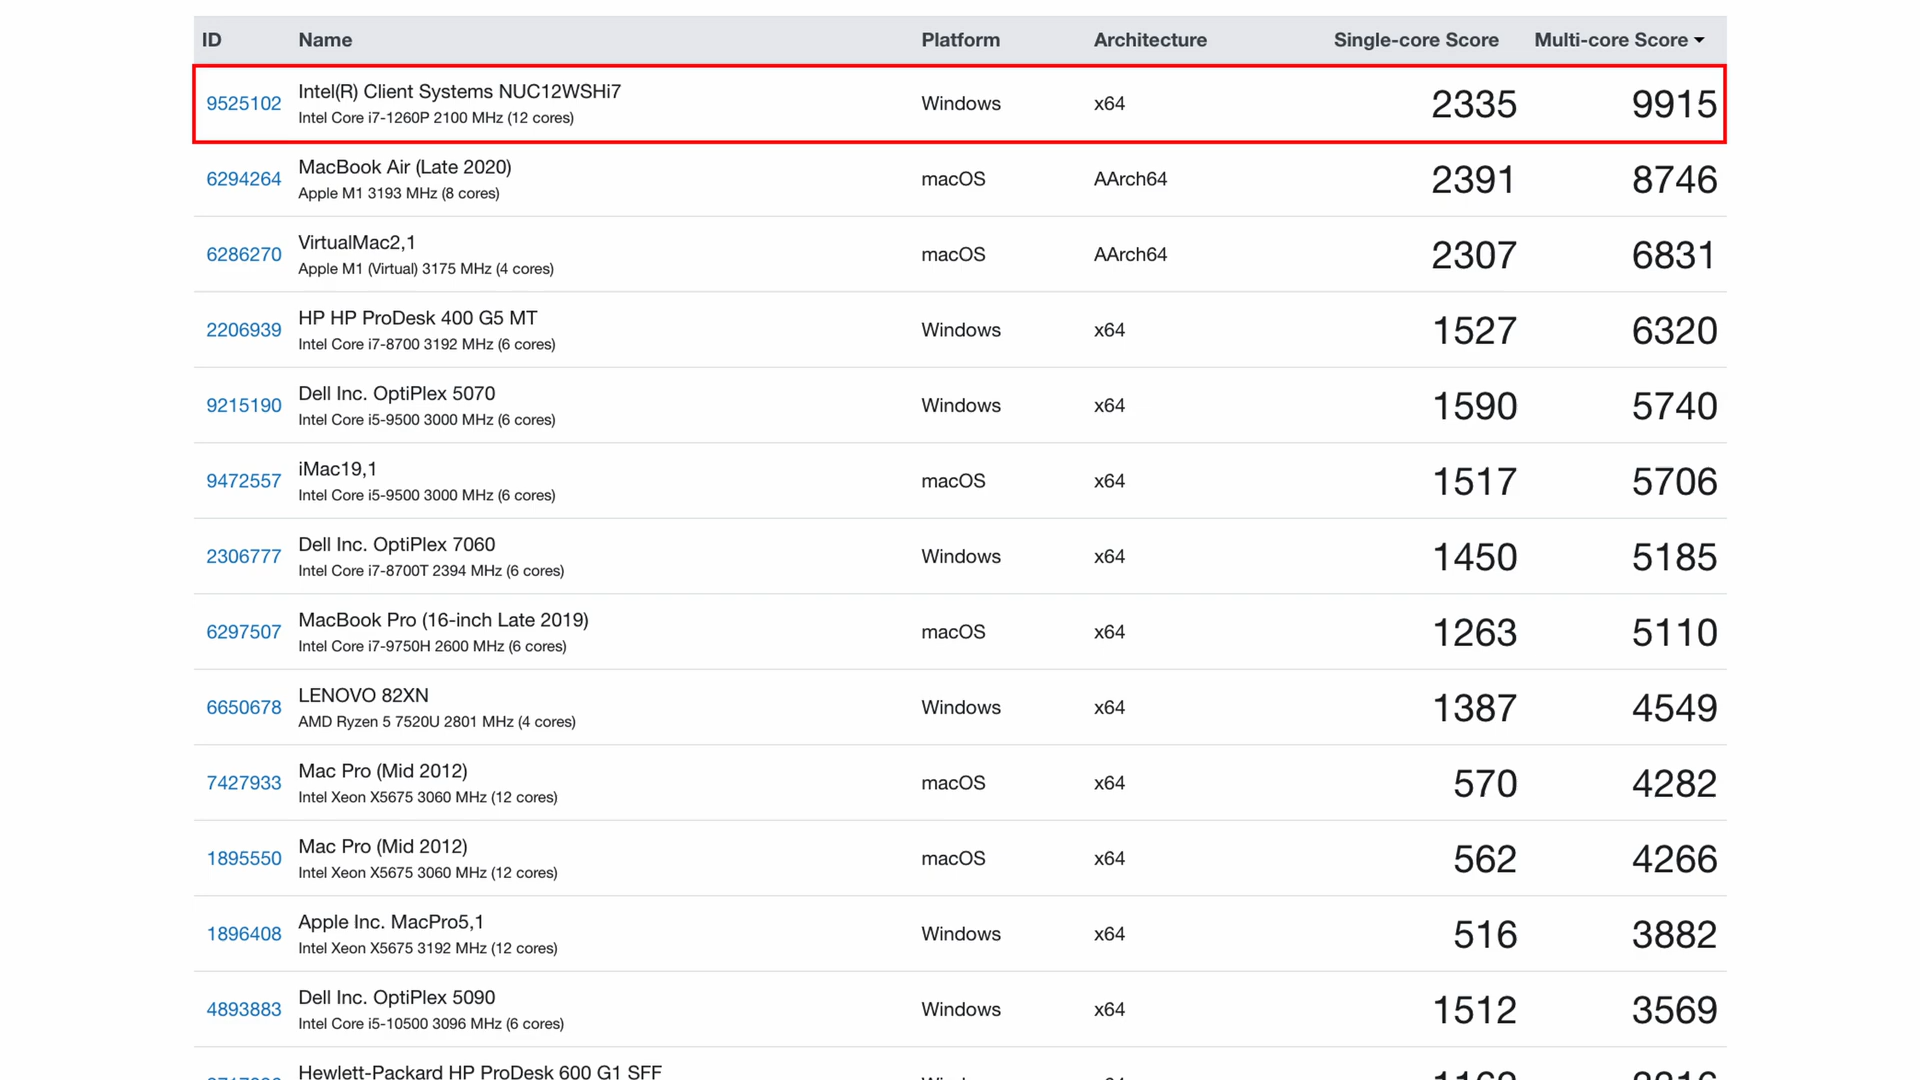 ID Name Platform Architecture Single-core Score Multi-core Score
9525102 Intel(R) Client Systems NUC12WSHi7 Windows x64 2335 9915
Intel Core i7-1260P 2100 MHz (12 cores)
6294264 MacBook Air (Late 2020) macOS AArch64 2391 8746
Apple M1 3193 MHz (8 cores)
6286270 VirtualMac2,1 macOS AArch64 2307 6831
Apple M1 (Virtual) 3175 MHz (4 cores)
2206939 HP HP ProDesk 400 G5 MT Windows x64 1527 6320
Intel Core i7-8700 3192 MHz (6 cores)
9215190 Dell Inc. OptiPlex 5070 Windows x64 1590 5740
Intel Core i5-9500 3000 MHz (6 cores)
9472557 iMac19,1 macOS x64 1517 5706
Intel Core i5-9500 3000 MHz (6 cores)
2306777 Dell Inc. OptiPlex 7060 Windows x64 1450 5185
Intel Core i7-8700T 2394 MHz (6 cores)
6297507 MacBook Pro (16-inch Late 2019) macOS x64 1263 5110
Intel Core i7-9750H 2600 MHz (6 cores)
6650678 LENOVO 82XN Windows x64 1387 4549
AMD Ryzen 5 7520U 2801 MHz (4 cores)
7427933 Mac Pro (Mid 2012) macOS x64 570 4282
Intel Xeon X5675 3060 MHz (12 cores)
1895550 Mac Pro (Mid 2012) macOS x64 562 4266
Intel Xeon X5675 3060 MHz (12 cores)
1896408 Apple Inc. MacPro5,1 Windows x64 516 3882
Intel Xeon X5675 3192 MHz (12 cores)
4893883 Dell Inc. OptiPlex 5090 Windows x64 1512 3569
Intel Core i5-10500 3096 MHz (6 cores)
Hewlett-Packard HP ProDesk 600 G1 SFF